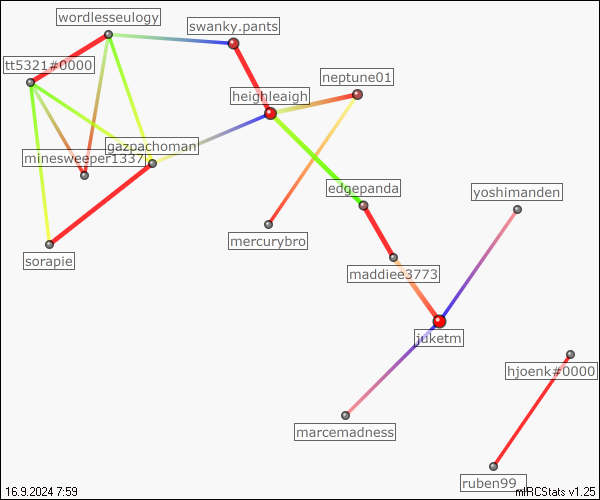 wordlesseulogy
swanky.pants
tt5321#0000
neptune01
heighleaigh
gazpachoman
minesweeper1337
edgepanda
yoshimanden
mercurybro
sorapie
maddiee3773
juketm
hjoenk#0000
marcemadness
ruben99_
16.9.2024 7:59
mIRCStats v1.25